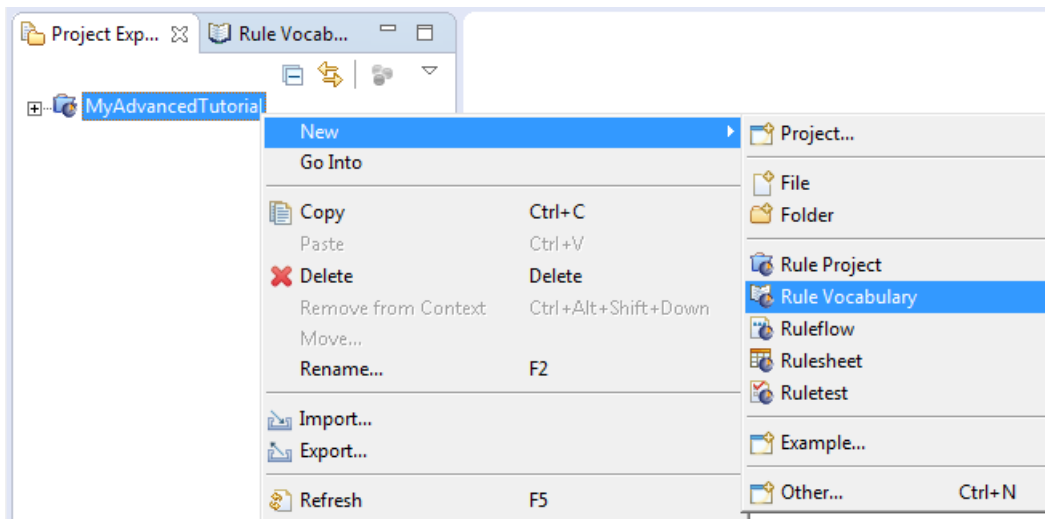 Project Exp... Rule Vocab...
MyAdvancedTutorial
New
Go Into
Copy Ctrl+C
Paste Ctrl+V
Delete Delete
Remove from Context Ctrl+Alt+Shift+Down
Move...
Rename... F2
Import...
Export...
Refresh F5
Project...
File
Folder
Rule Project
Rule Vocabulary
Ruleflow
Rulesheet
Ruletest
Example...
Other... Ctrl+N